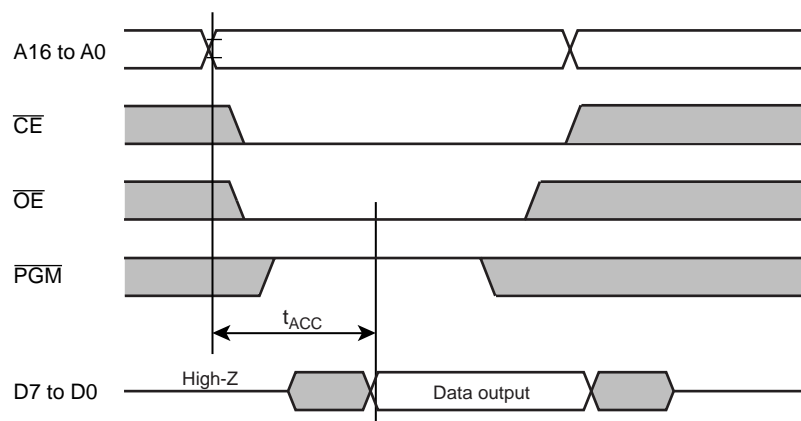 A16 to A0
CE
OE
PGM
tACC
High-Z
D7 to D0
Data output